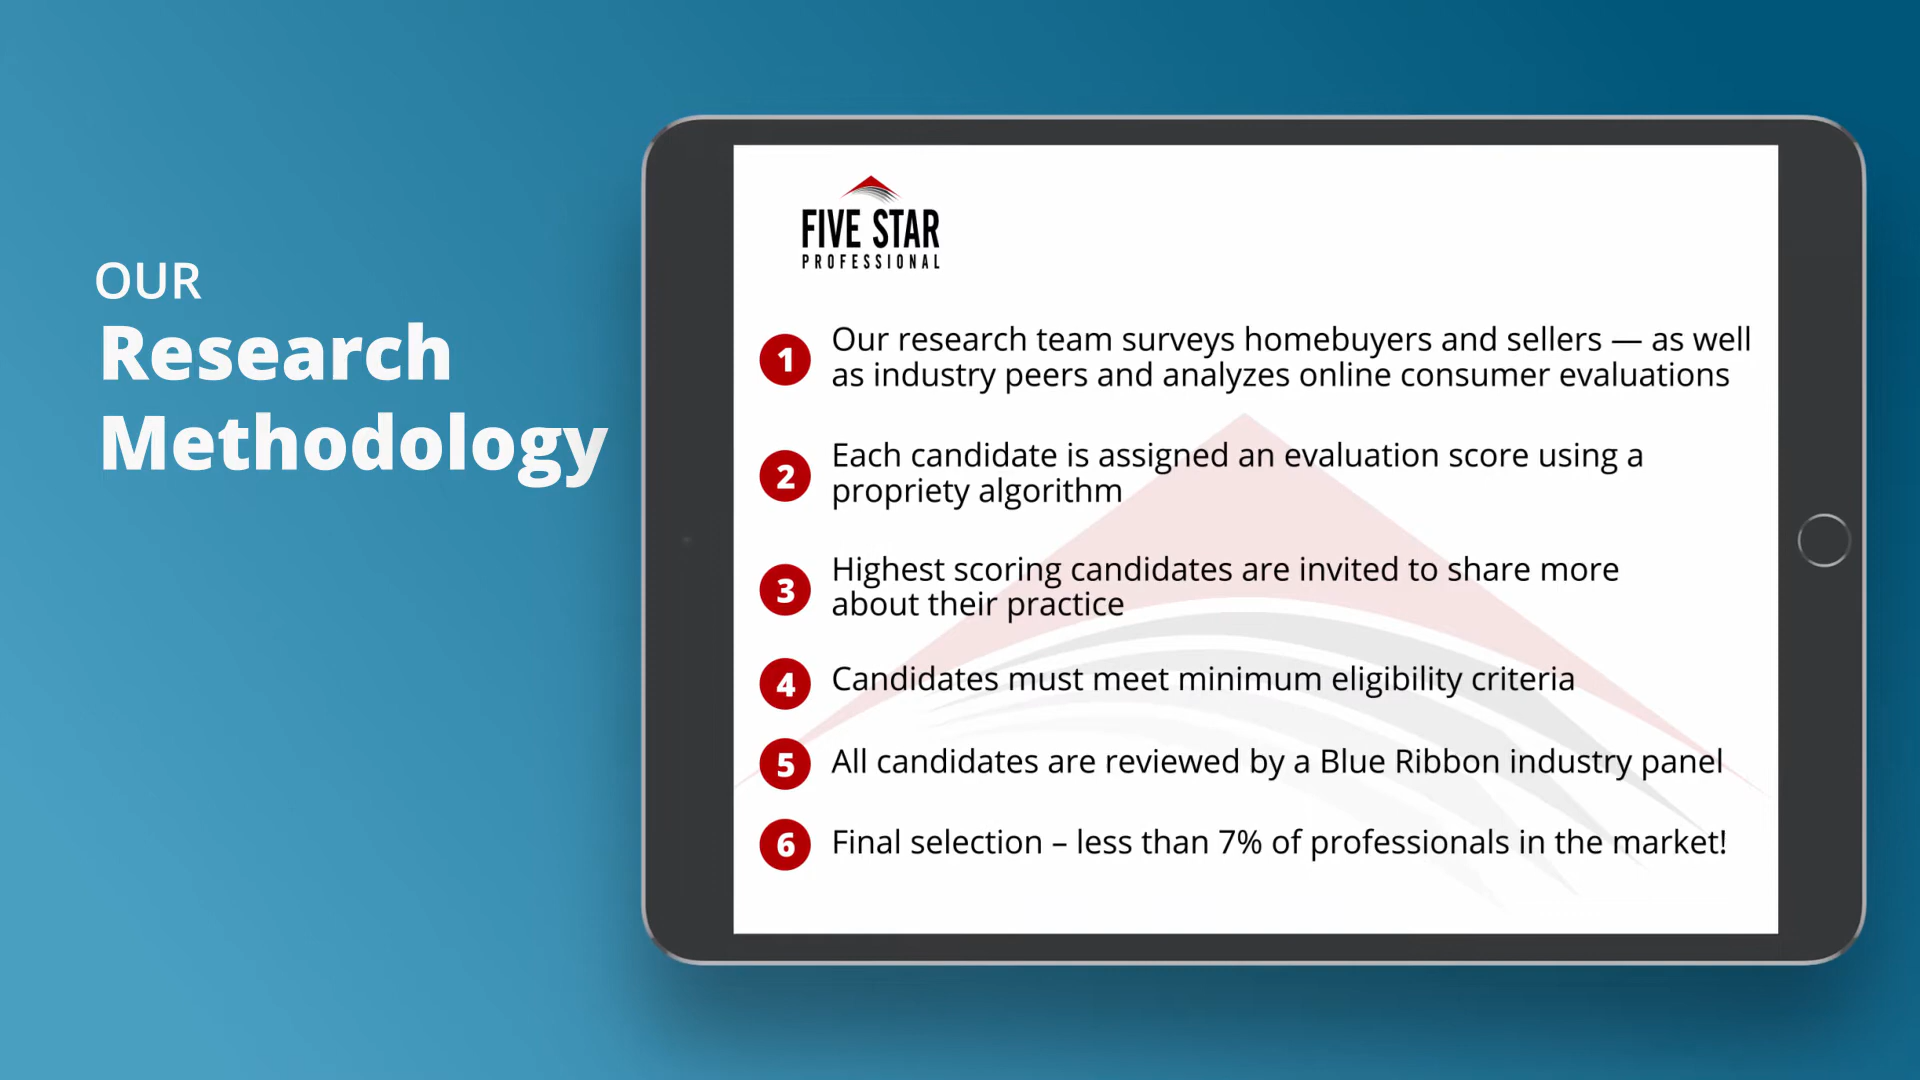 OUR
Research
Methodology
FIVE STAR
PROFESSIONAL
1 Our research team surveys homebuyers and sellers — as well
as industry peers and analyzes online consumer evaluations
2 Each candidate is assigned an evaluation score using a
propriety algorithm
3 Highest scoring candidates are invited to share more
about their practice
4 Candidates must meet minimum eligibility criteria
5 All candidates are reviewed by a Blue Ribbon industry panel
6 Final selection – less than 7% of professionals in the market!